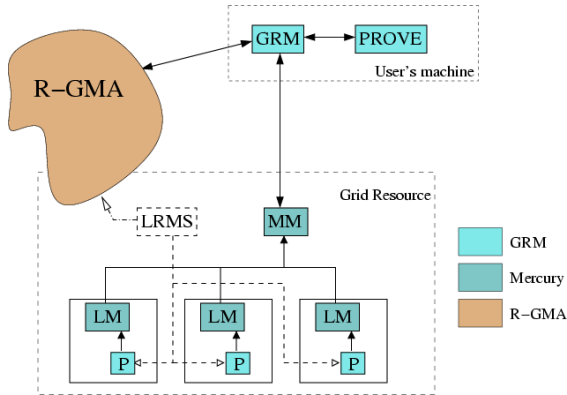 GRM
PROVE
User's machine
R-GMA
Grid Resource
LRMS
MM
GRM
Mercury
R-GMA
LM
LM
LM
P
P
P